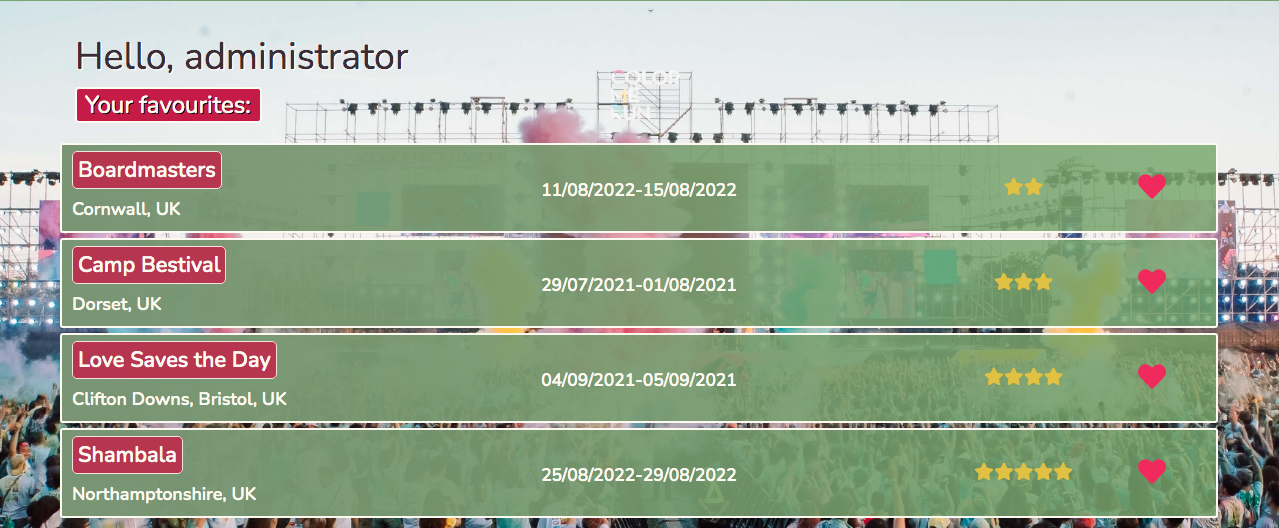 Hello, administrator
Your favourites:
Boardmasters
Cornwall, UK
11/08/2022-15/08/2022
Camp Bestival
Dorset, UK
29/07/2021-01/08/2021
Love Saves the Day
Clifton Downs, Bristol, UK
04/09/2021-05/09/2021
Shambala
Northamptonshire, UK
25/08/2022-29/08/2022